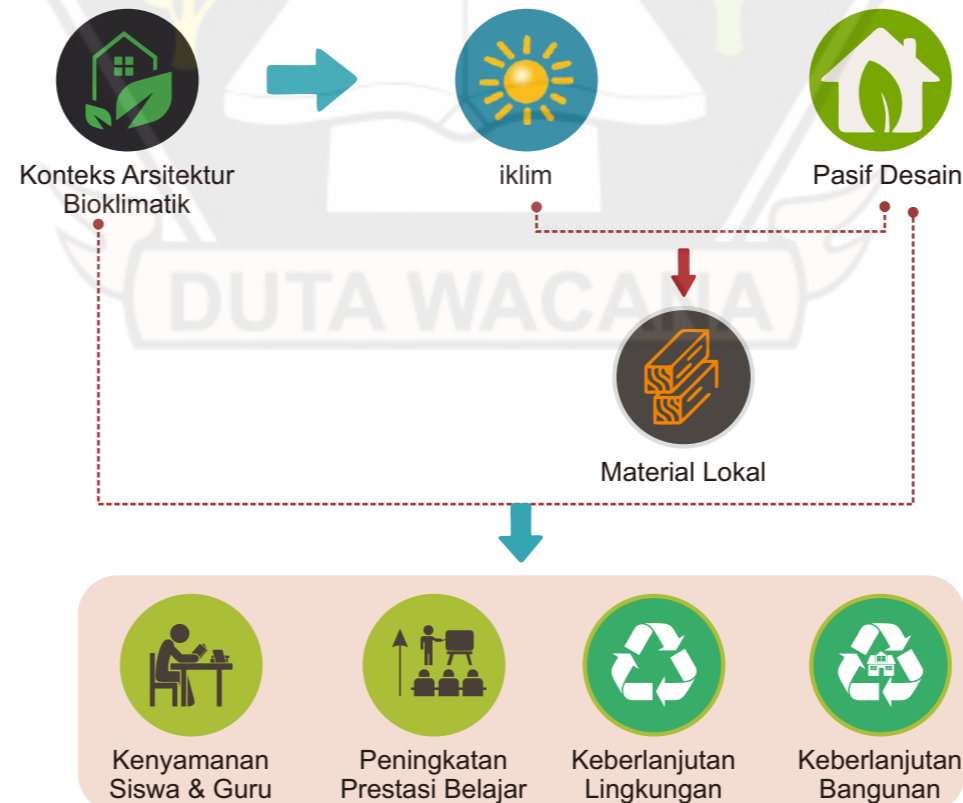 Konteks Arsitektur
Bioklimatik
iklim
Pasif Desain
DUTA WACANA
Material Lokal
Kenyamanan
Siswa & Guru
Peningkatan
Prestasi Belajar
Keberlanjutan
Lingkungan
Keberlanjutan
Bangunan